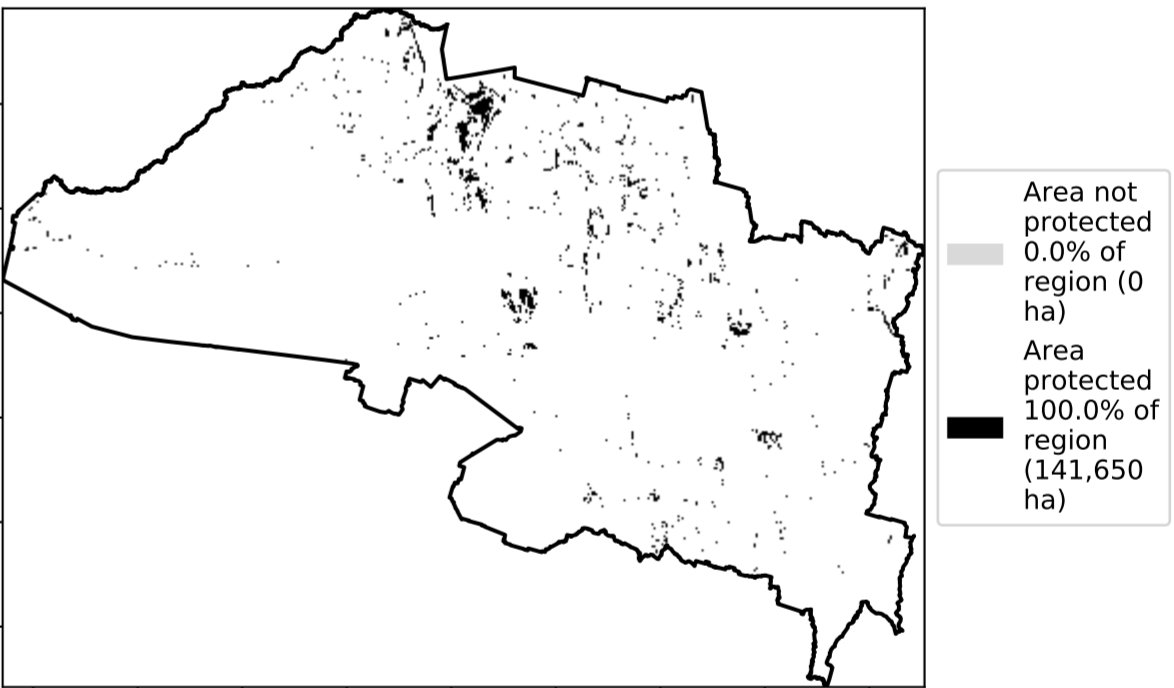 Area not
protected
0.0% of
region (0
ha)
Area
protected
100.0% of
region
(141,650
ha)